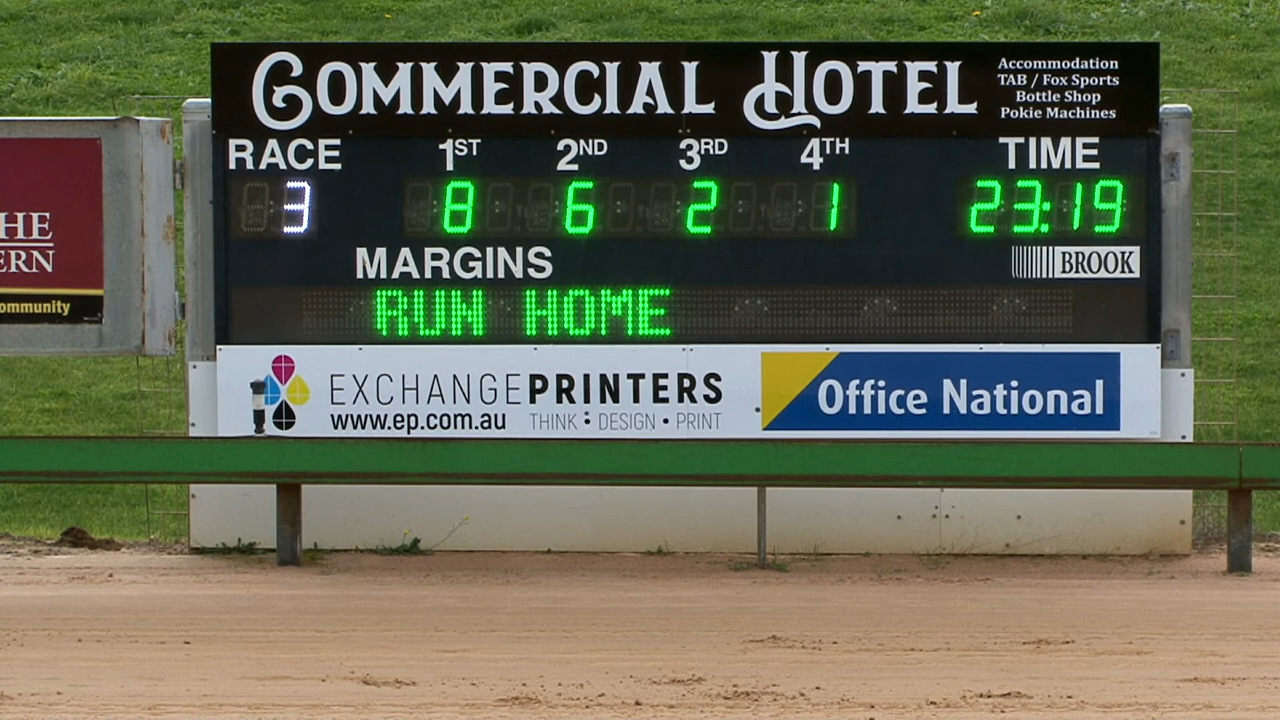 COMMERCIAL HOTEL
Accommodation
TAB / Fox Sports
Bottle Shop
Pokie Machines
RACE 1ST 2ND 3RD 4TH TIME
3 8 6 2 1 23:19
MARGINS
BROOK
RUN HOME
HE
ERN
ommunity
EXCHANGEPRINTERS
www.ep.com.au THINK : DESIGN • PRINT
Office National